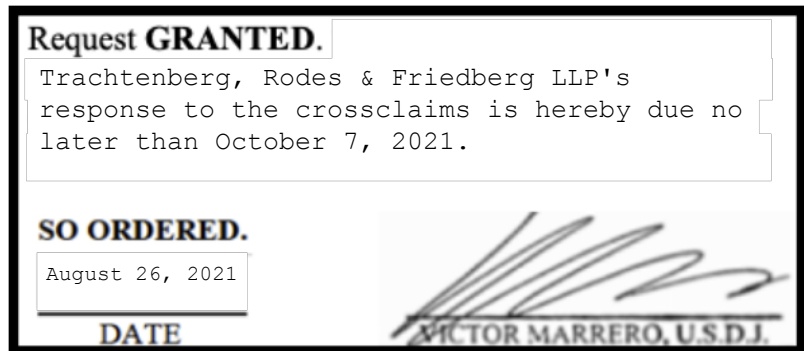 Request GRANTED.
Trachtenberg, Rodes & Friedberg LLP's
response to the crossclaims is hereby due no
later than October 7, 2021.
SO ORDERED.
August 26, 2021
DATE
VICTOR MARRERO, U.S.D.J.